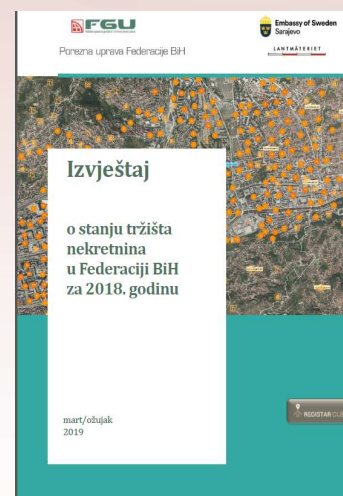 FGU
Porezna uprava Federacije BiH
Embassy of Sweden
Sarajevo
LANTMÄTERIET
Izvještaj
o stanju tržišta
nekretnina
u Federaciji BiH
za 2018. godinu
mart/ožujak
2019
REGISTAR